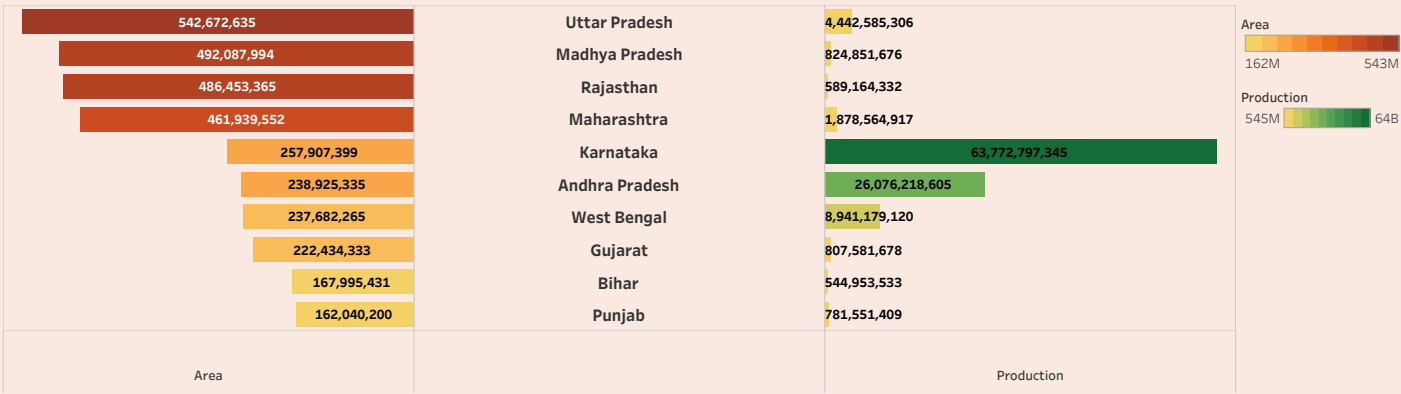 542,672,635 Uttar Pradesh 4,442,585,306
492,087,994 Madhya Pradesh 824,851,676
486,453,365 Rajasthan 589,164,332
461,939,552 Maharashtra 1,878,564,917
257,907,399 Karnataka 63,772,797,345
238,925,335 Andhra Pradesh 26,076,218,605
237,682,265 West Bengal 8,941,179,120
222,434,333 Gujarat 807,581,678
167,995,431 Bihar 544,953,533
162,040,200 Punjab 781,551,409
Area Production
Area
162M 543M
Production
545M 64B